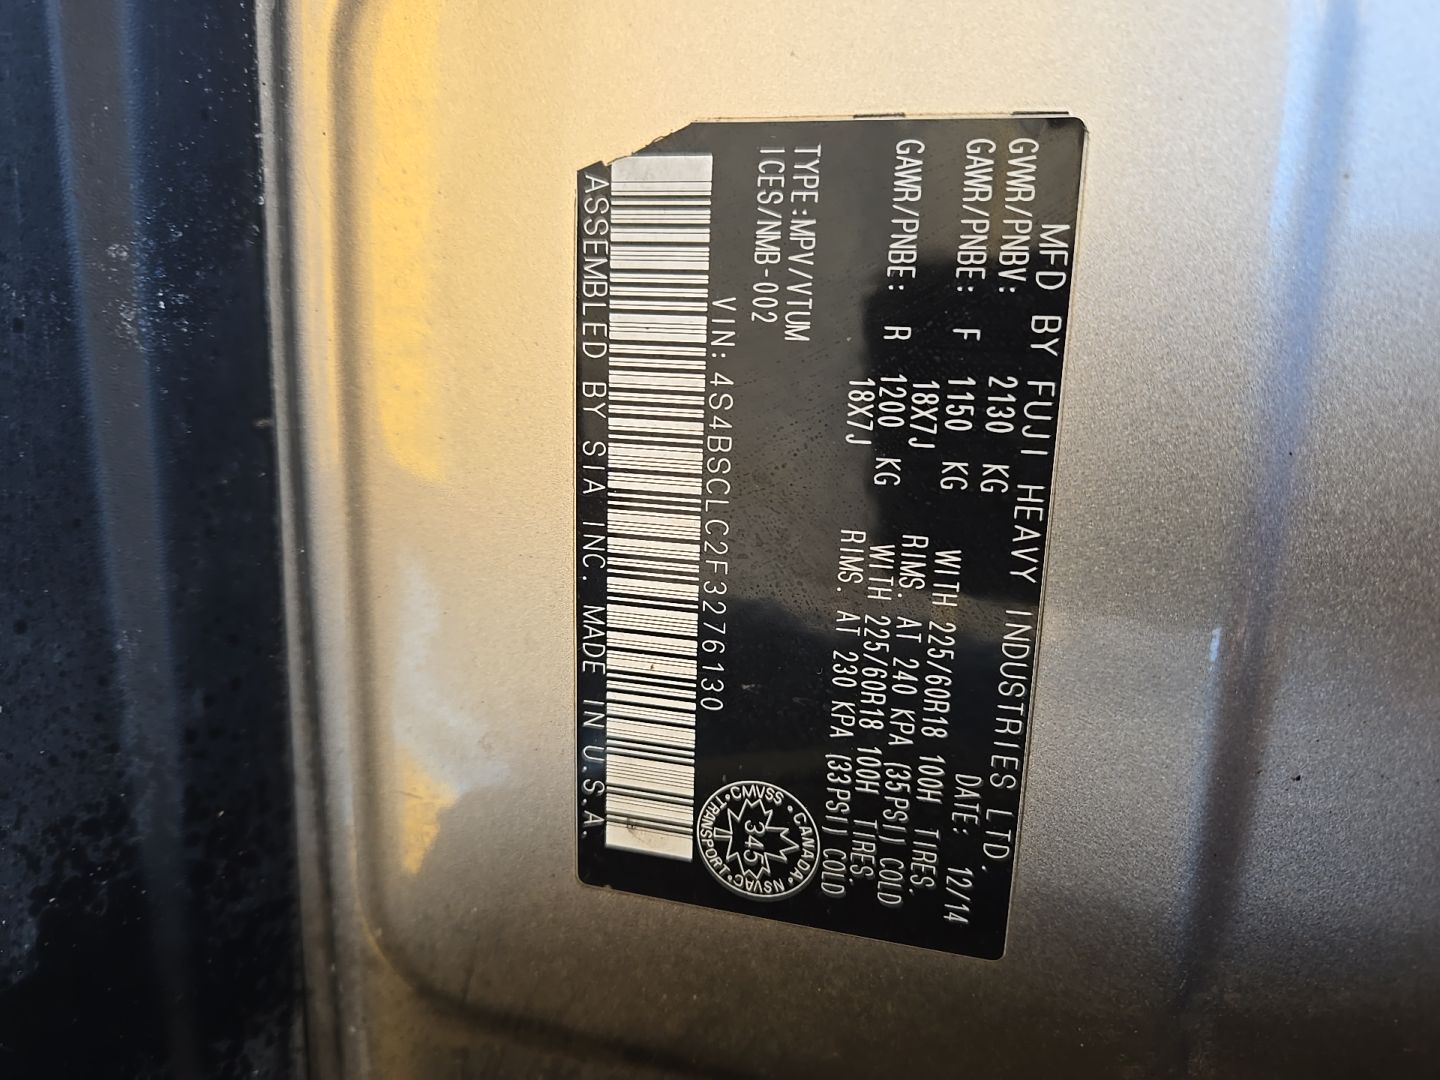 MFD BY FUJI HEAVY INDUSTRIES LTD.
GVWR/PNBV: 2130 KG DATE: 12/14
GAWR/PNBE: F 1150 KG WITH 225/60R18 100H TIRES.
18X7J RIMS. AT 240 KPA (35PSI) COLD
GAWR/PNBE: R 1200 KG WITH 225/60R18 100H TIRES.
18X7J RIMS. AT 230 KPA (33PSI) COLD
TYPE:MPV/VTUM
ICES/NMB-002
VIN: 4S4BSCLC2F3276130
ASSEMBLED BY SIA INC. MADE IN U.S.A.
CANADA · NSVAC · TRANSPORT · CMVSS
345